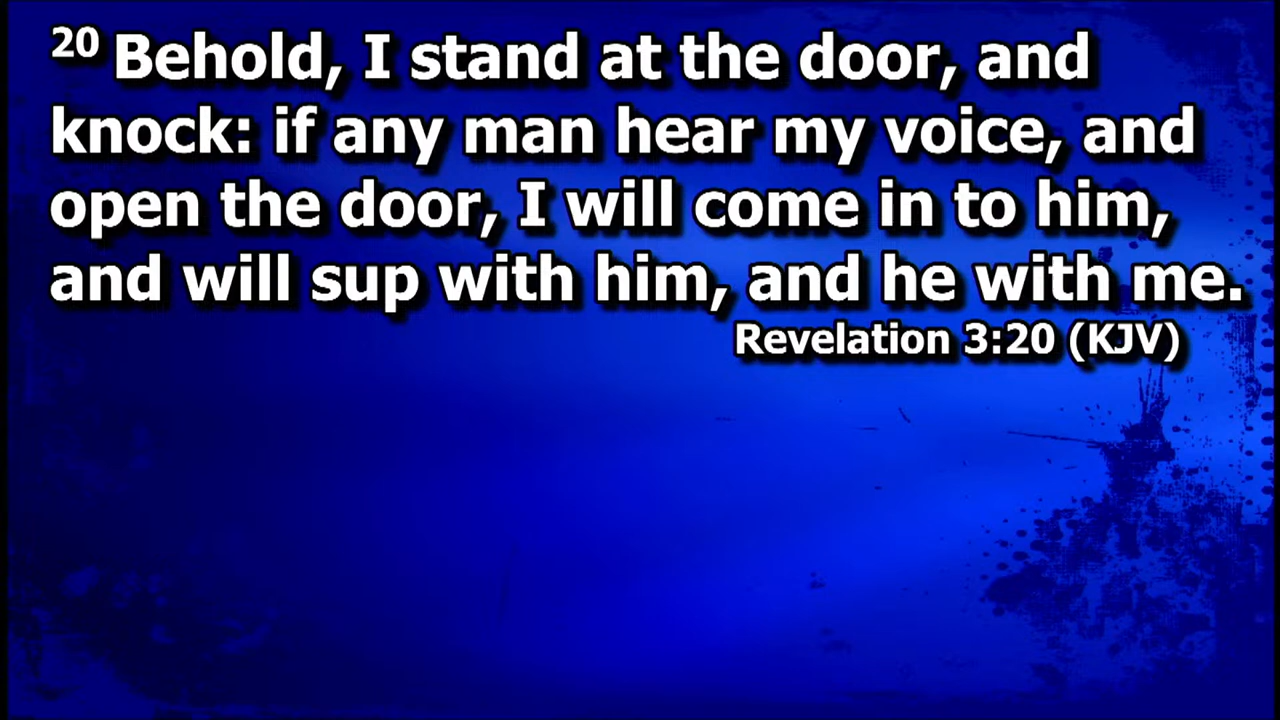 20 Behold, I stand at the door, and
knock: if any man hear my voice, and
open the door, I will come in to him,
and will sup with him, and he with me.
Revelation 3:20 (KJV)